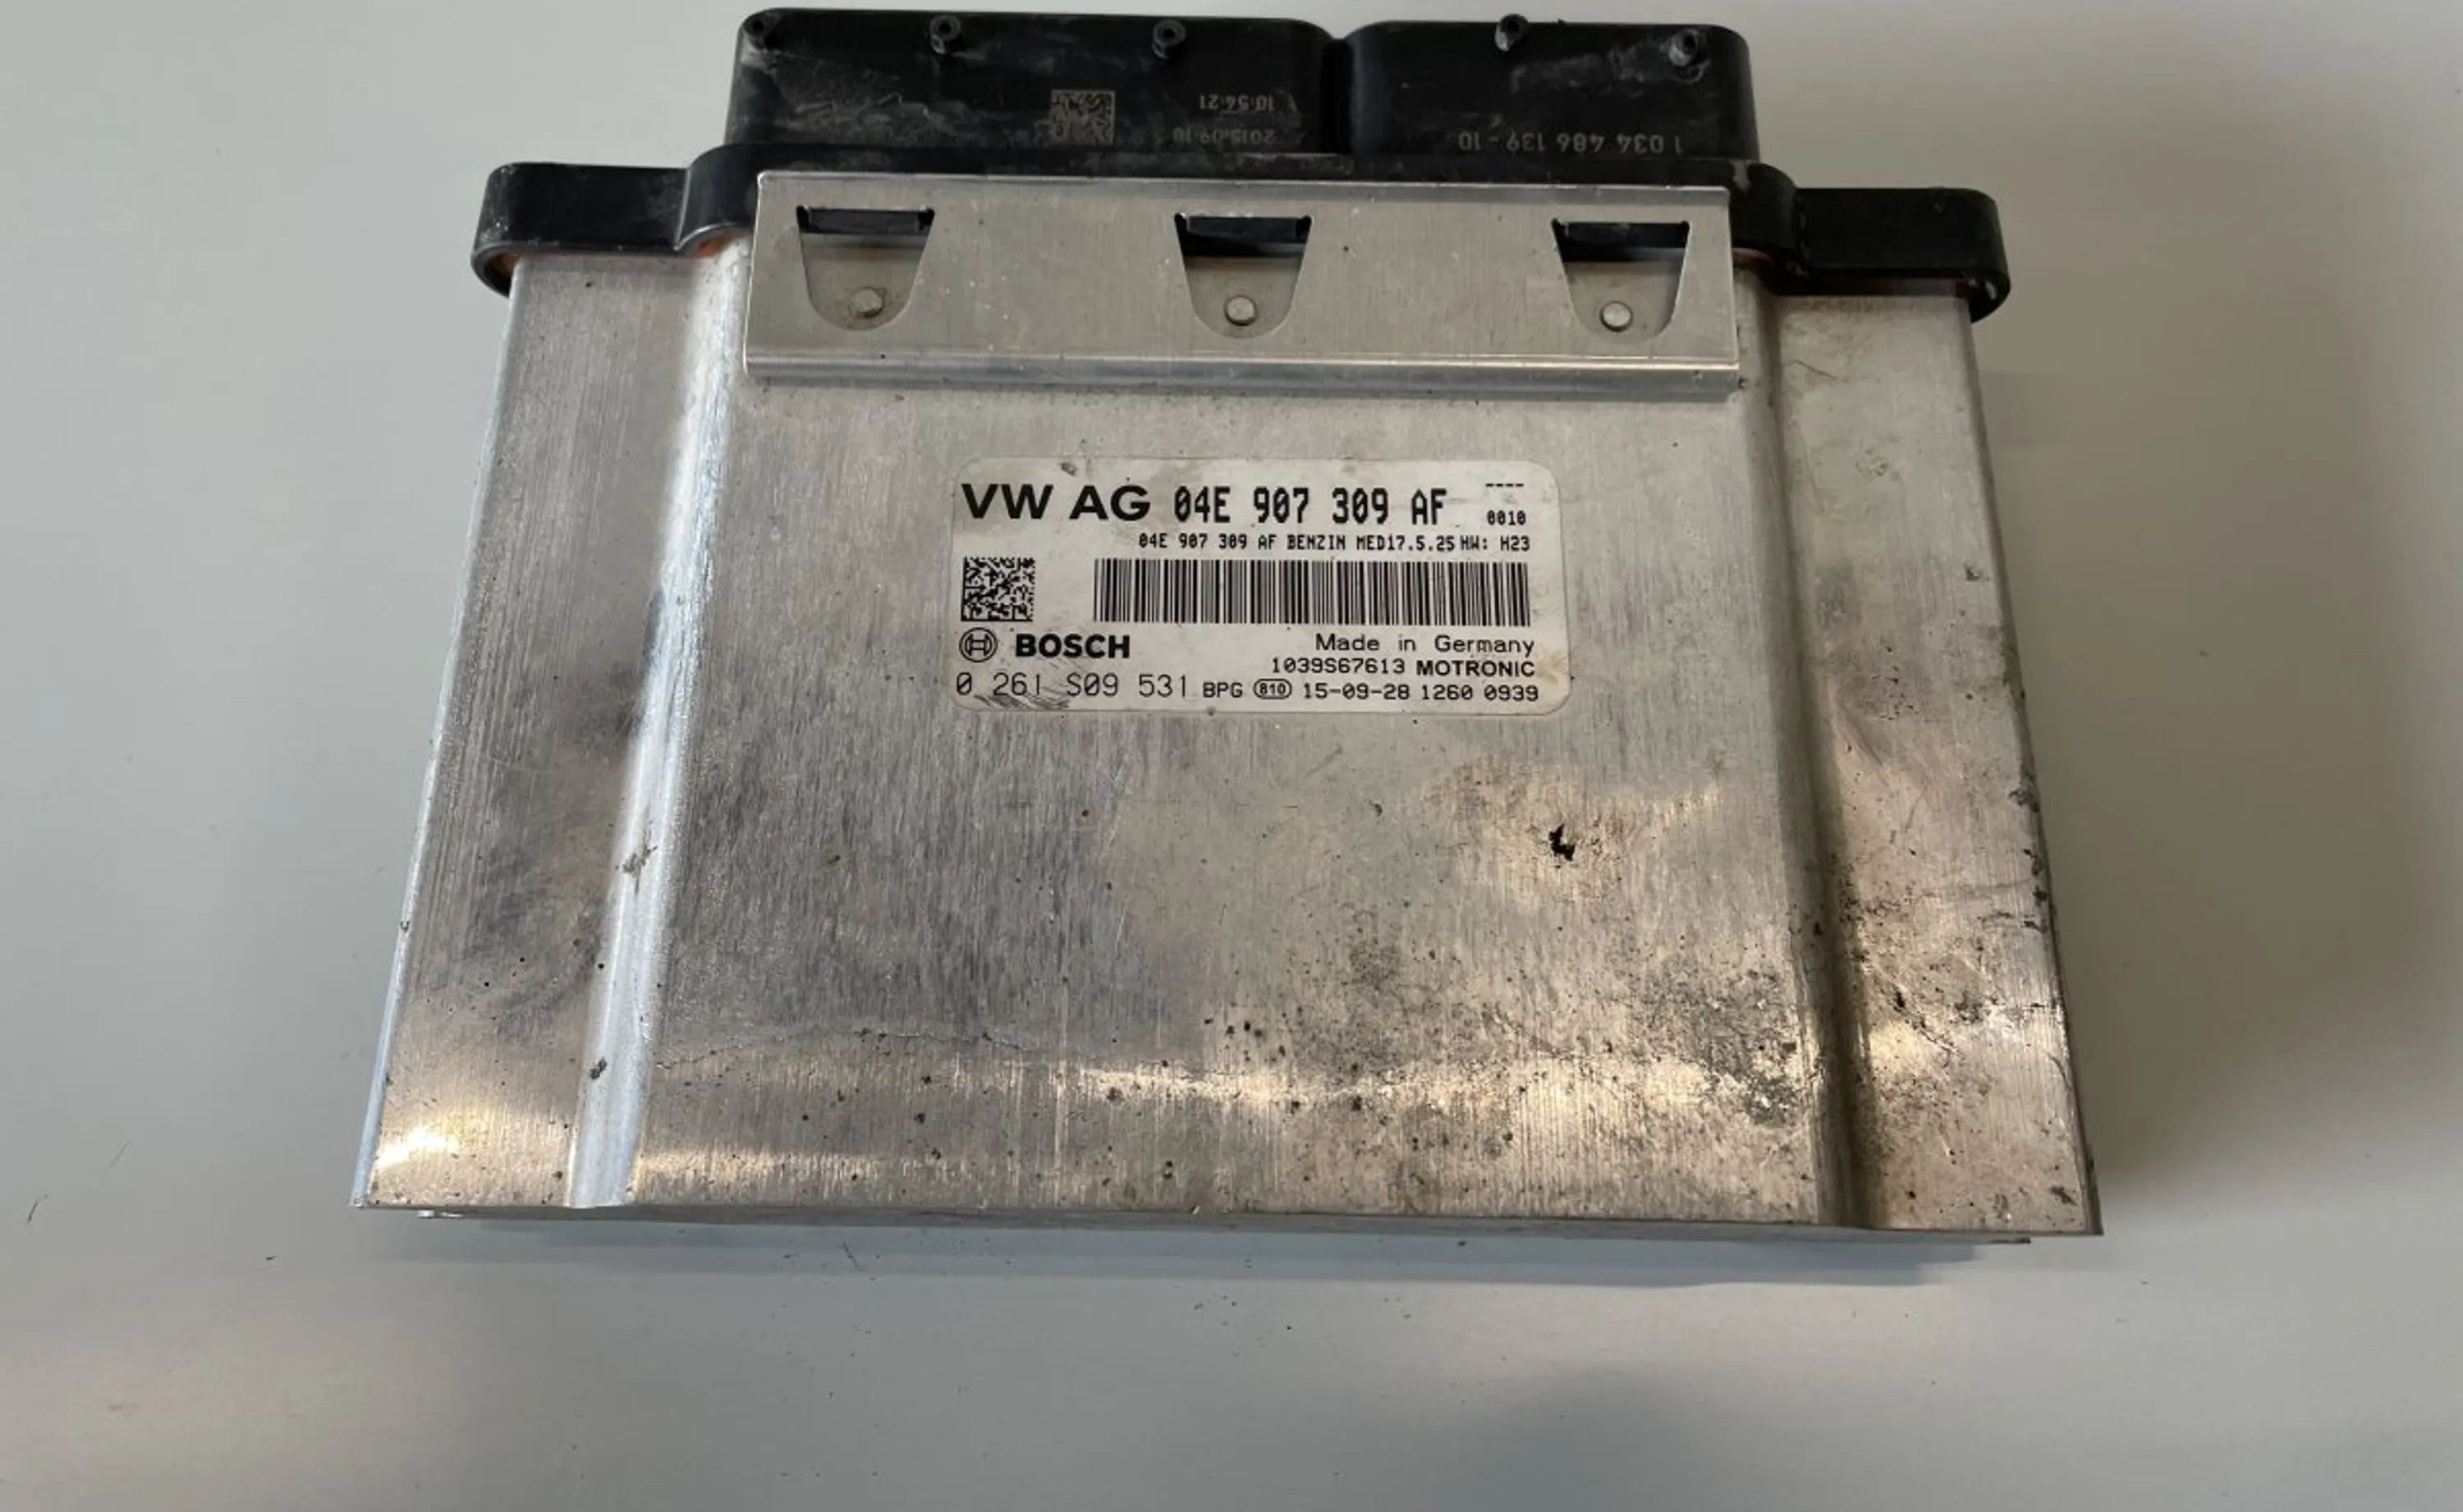 10:54:21
2015:09:10
1 034 486 139-10
VW AG 04E 907 309 AF ----
0010
04E 907 309 AF BENZIN MED17.5.25 HW: H23
BOSCH
Made in Germany
1039S67613 MOTRONIC
0 261 S09 531 BPG 810 15-09-28 1260 0939